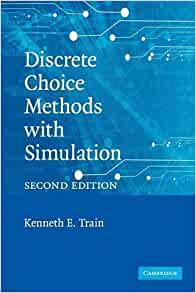 Discrete
Choice Methods
with Simulation
SECOND EDITION
Kenneth E. Train
CAMBRIDGE